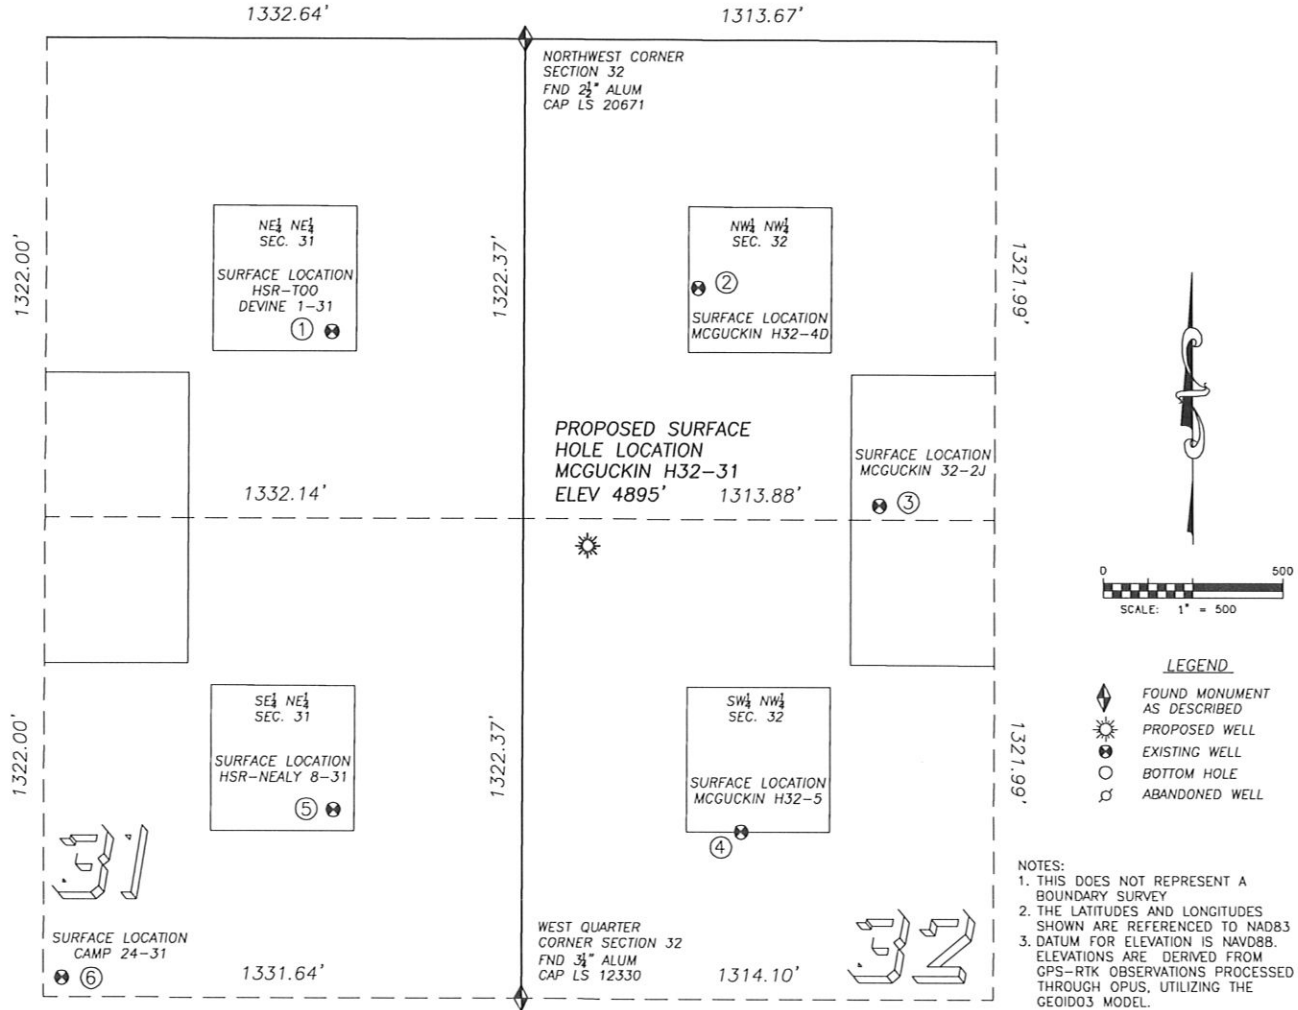 1332.64'
1313.67'
NORTHWEST CORNER
SECTION 32
FND 2½" ALUM
CAP LS 20671
1322.00'
NE¼ NE¼
SEC. 31
SURFACE LOCATION
HSR-TOO
DEVINE 1-31
1
1322.37'
NW¼ NW¼
SEC. 32
2
SURFACE LOCATION
MCGUCKIN H32-4D
1321.99'
PROPOSED SURFACE
HOLE LOCATION
MCGUCKIN H32-31
ELEV 4895'
1332.14'
1313.88'
SURFACE LOCATION
MCGUCKIN 32-2J
3
0 500
SCALE: 1" = 500
LEGEND
FOUND MONUMENT
AS DESCRIBED
PROPOSED WELL
EXISTING WELL
BOTTOM HOLE
ABANDONED WELL
1322.00'
SE¼ NE¼
SEC. 31
SURFACE LOCATION
HSR-NEALY 8-31
5
1322.37'
SW¼ NW¼
SEC. 32
SURFACE LOCATION
MCGUCKIN H32-5
4
1321.99'
31
SURFACE LOCATION
CAMP 24-31
6
1331.64'
WEST QUARTER
CORNER SECTION 32
FND 3¼" ALUM
CAP LS 12330
1314.10'
32
NOTES:
1. THIS DOES NOT REPRESENT A
BOUNDARY SURVEY
2. THE LATITUDES AND LONGITUDES
SHOWN ARE REFERENCED TO NAD83
3. DATUM FOR ELEVATION IS NAVD88.
ELEVATIONS ARE DERIVED FROM
GPS-RTK OBSERVATIONS PROCESSED
THROUGH OPUS, UTILIZING THE
GEOID03 MODEL.